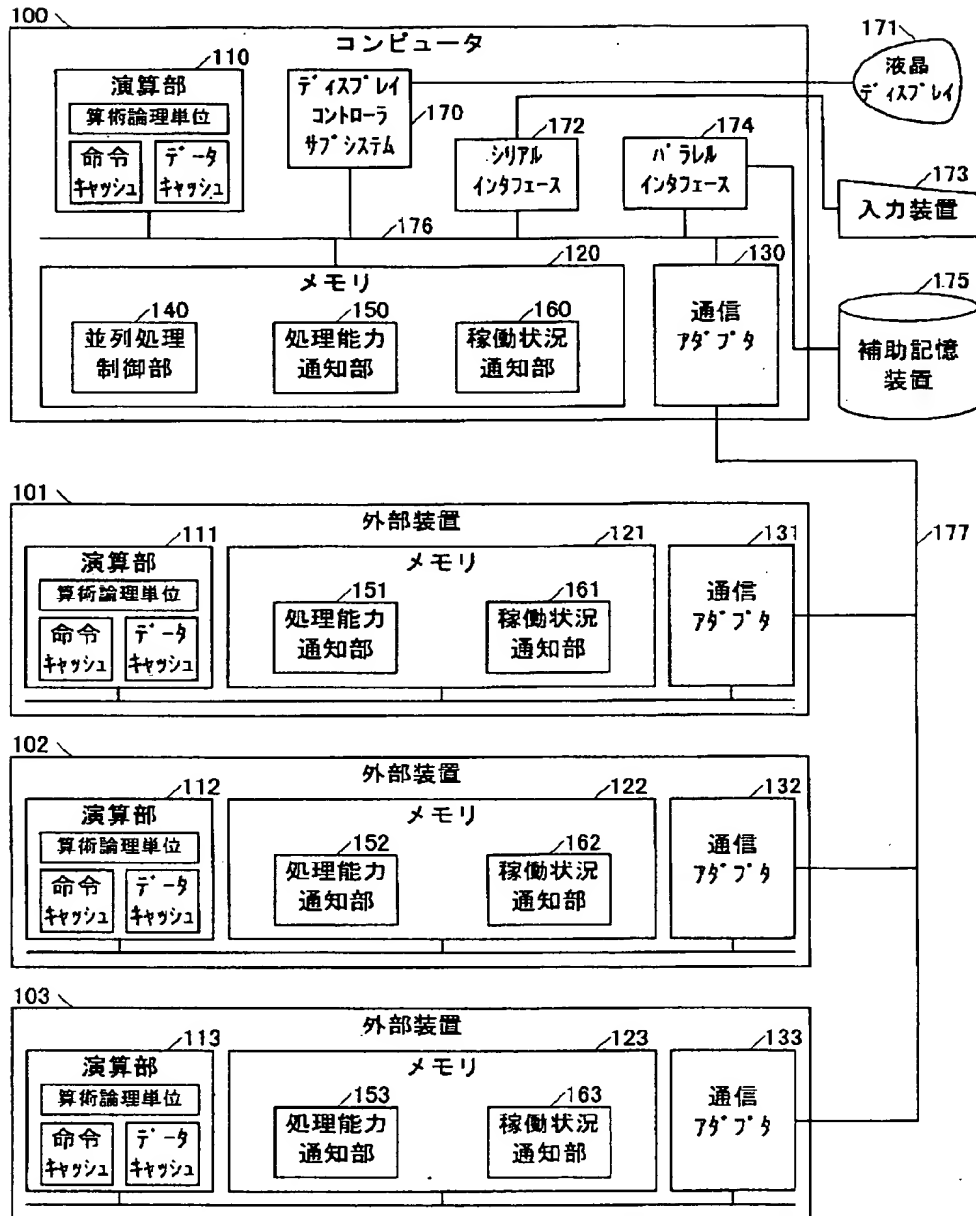 100
コンピュータ
110
演算部
算術論理単位
命令
キャッシュ
データ
キャッシュ
ディスプレイ
コントローラ
サブシステム
170
171
液晶
ディスプレイ
172
シリアル
インタフェース
174
パラレル
インタフェース
173
入力装置
176
120
メモリ
140
並列処理
制御部
150
処理能力
通知部
160
稼働状況
通知部
130
通信
アダプタ
175
補助記憶
装置
101
外部装置
111
演算部
算術論理単位
命令
キャッシュ
データ
キャッシュ
121
メモリ
151
処理能力
通知部
161
稼働状況
通知部
131
通信
アダプタ
177
102
外部装置
112
演算部
算術論理単位
命令
キャッシュ
データ
キャッシュ
122
メモリ
152
処理能力
通知部
162
稼働状況
通知部
132
通信
アダプタ
103
外部装置
113
演算部
算術論理単位
命令
キャッシュ
データ
キャッシュ
123
メモリ
153
処理能力
通知部
163
稼働状況
通知部
133
通信
アダプタ